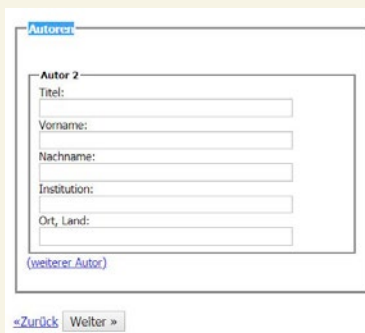 Autoren
Autor 2
Titel:
Vorname:
Nachname:
Institution:
Ort, Land:
(weiterer Autor)
«Zurück Weiter »